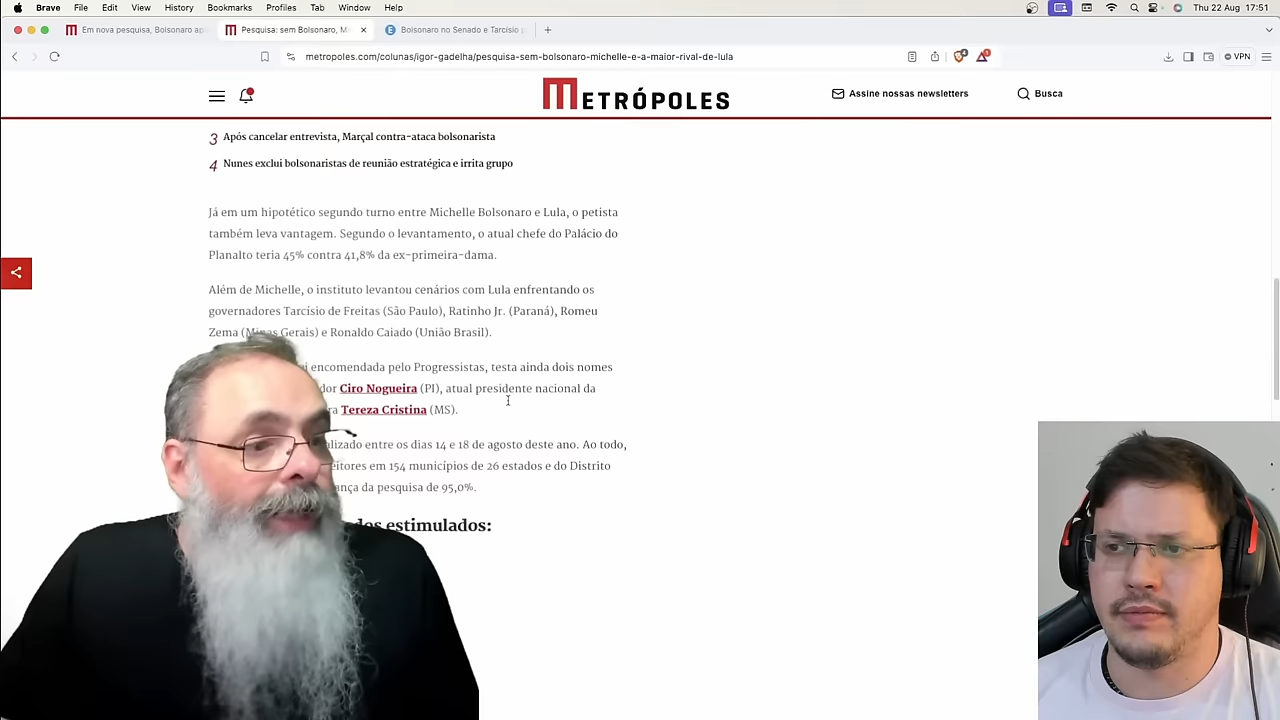 Brave File Edit View History Bookmarks Profiles Tab Window Help Thu 22 Aug 17:51
Em nova pesquisa, Bolsonaro ap Pesquisa: sem Bolsonaro, Mi Bolsonaro no Senado e Tarcísio
metropoles.com/colunas/igor-gadelha/pesquisa-sem-bolsonaro-michelle-e-a-maior-rival-de-lula VPN
METRÓPOLES
Assine nossas newsletters Busca
3 Após cancelar entrevista, Marçal contra-ataca bolsonarista
4 Nunes exclui bolsonaristas de reunião estratégica e irrita grupo
Já em um hipotético segundo turno entre Michelle Bolsonaro e Lula, o petista
também leva vantagem. Segundo o levantamento, o atual chefe do Palácio do
Planalto teria 45% contra 41,8% da ex-primeira-dama.
Além de Michelle, o instituto levantou cenários com Lula enfrentando os
governadores Tarcísio de Freitas (São Paulo), Ratinho Jr. (Paraná), Romeu
Zema (Minas Gerais) e Ronaldo Caiado (União Brasil).
encomendada pelo Progressistas, testa ainda dois nomes
dor Ciro Nogueira (PI), atual presidente nacional da
ra Tereza Cristina (MS).
alizado entre os dias 14 e 18 de agosto deste ano. Ao todo,
eitores em 154 municípios de 26 estados e do Distrito
ança da pesquisa de 95,0%.
dos estimulados: